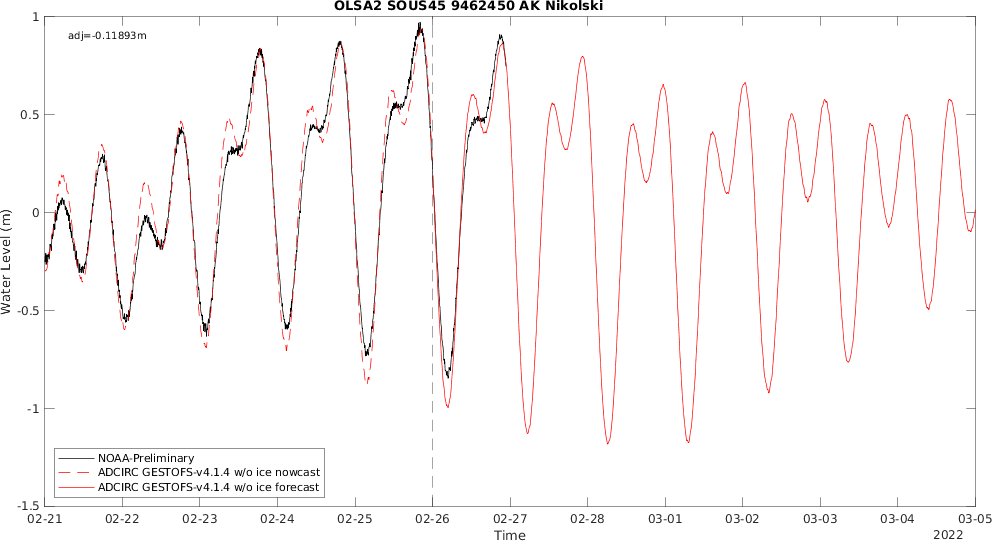 OLSA2 SOUS45 9462450 AK Nikolski
adj=-0.11893m
1
0.5
0
-0.5
-1
-1.5
Water Level (m)
NOAA-Preliminary
ADCIRC GESTOFS-v4.1.4 w/o ice nowcast
ADCIRC GESTOFS-v4.1.4 w/o ice forecast
02-21 02-22 02-23 02-24 02-25 02-26 02-27 02-28 03-01 03-02 03-03 03-04 03-05
Time
2022